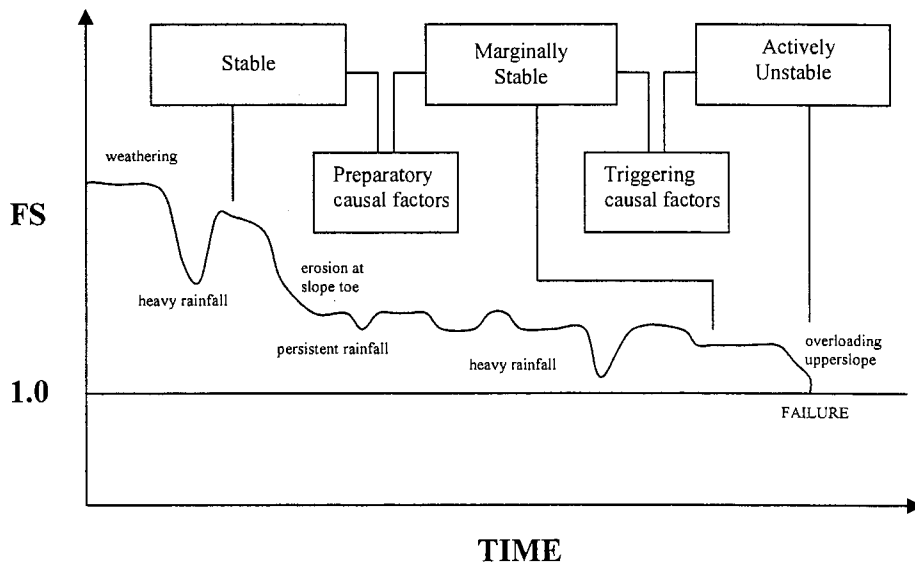 Stable
Marginally
Stable
Actively
Unstable
weathering
Preparatory
causal factors
Triggering
causal factors
FS
erosion at
slope toe
heavy rainfall
persistent rainfall
heavy rainfall
overloading
upperslope
1.0
FAILURE
TIME